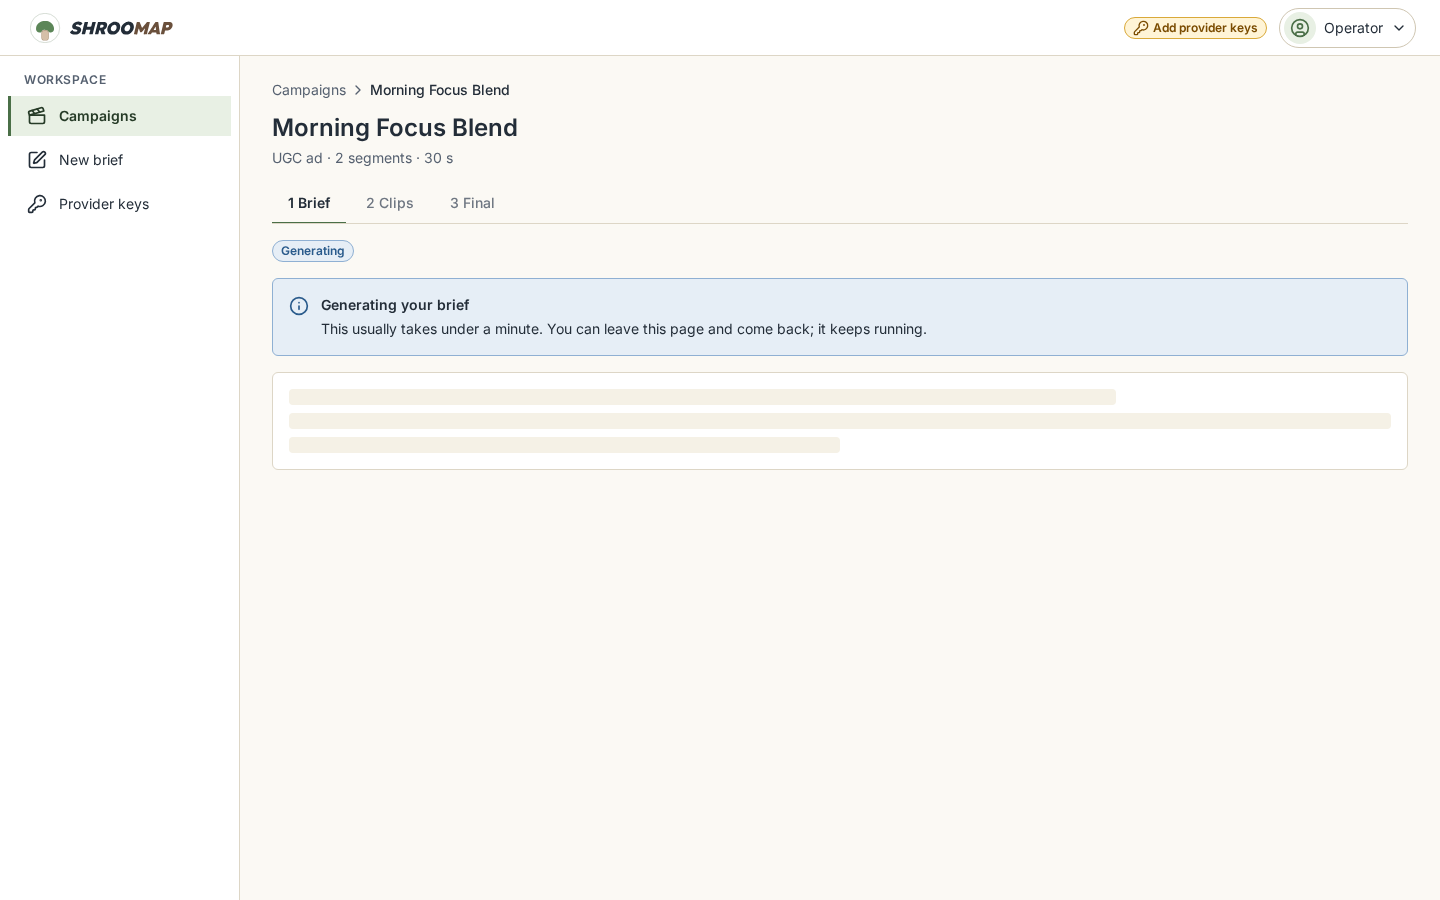 SHROOMAP
Add provider keys
Operator
WORKSPACE
Campaigns
New brief
Provider keys
Campaigns > Morning Focus Blend
Morning Focus Blend
UGC ad · 2 segments · 30 s
1 Brief 2 Clips 3 Final
Generating
Generating your brief
This usually takes under a minute. You can leave this page and come back; it keeps running.